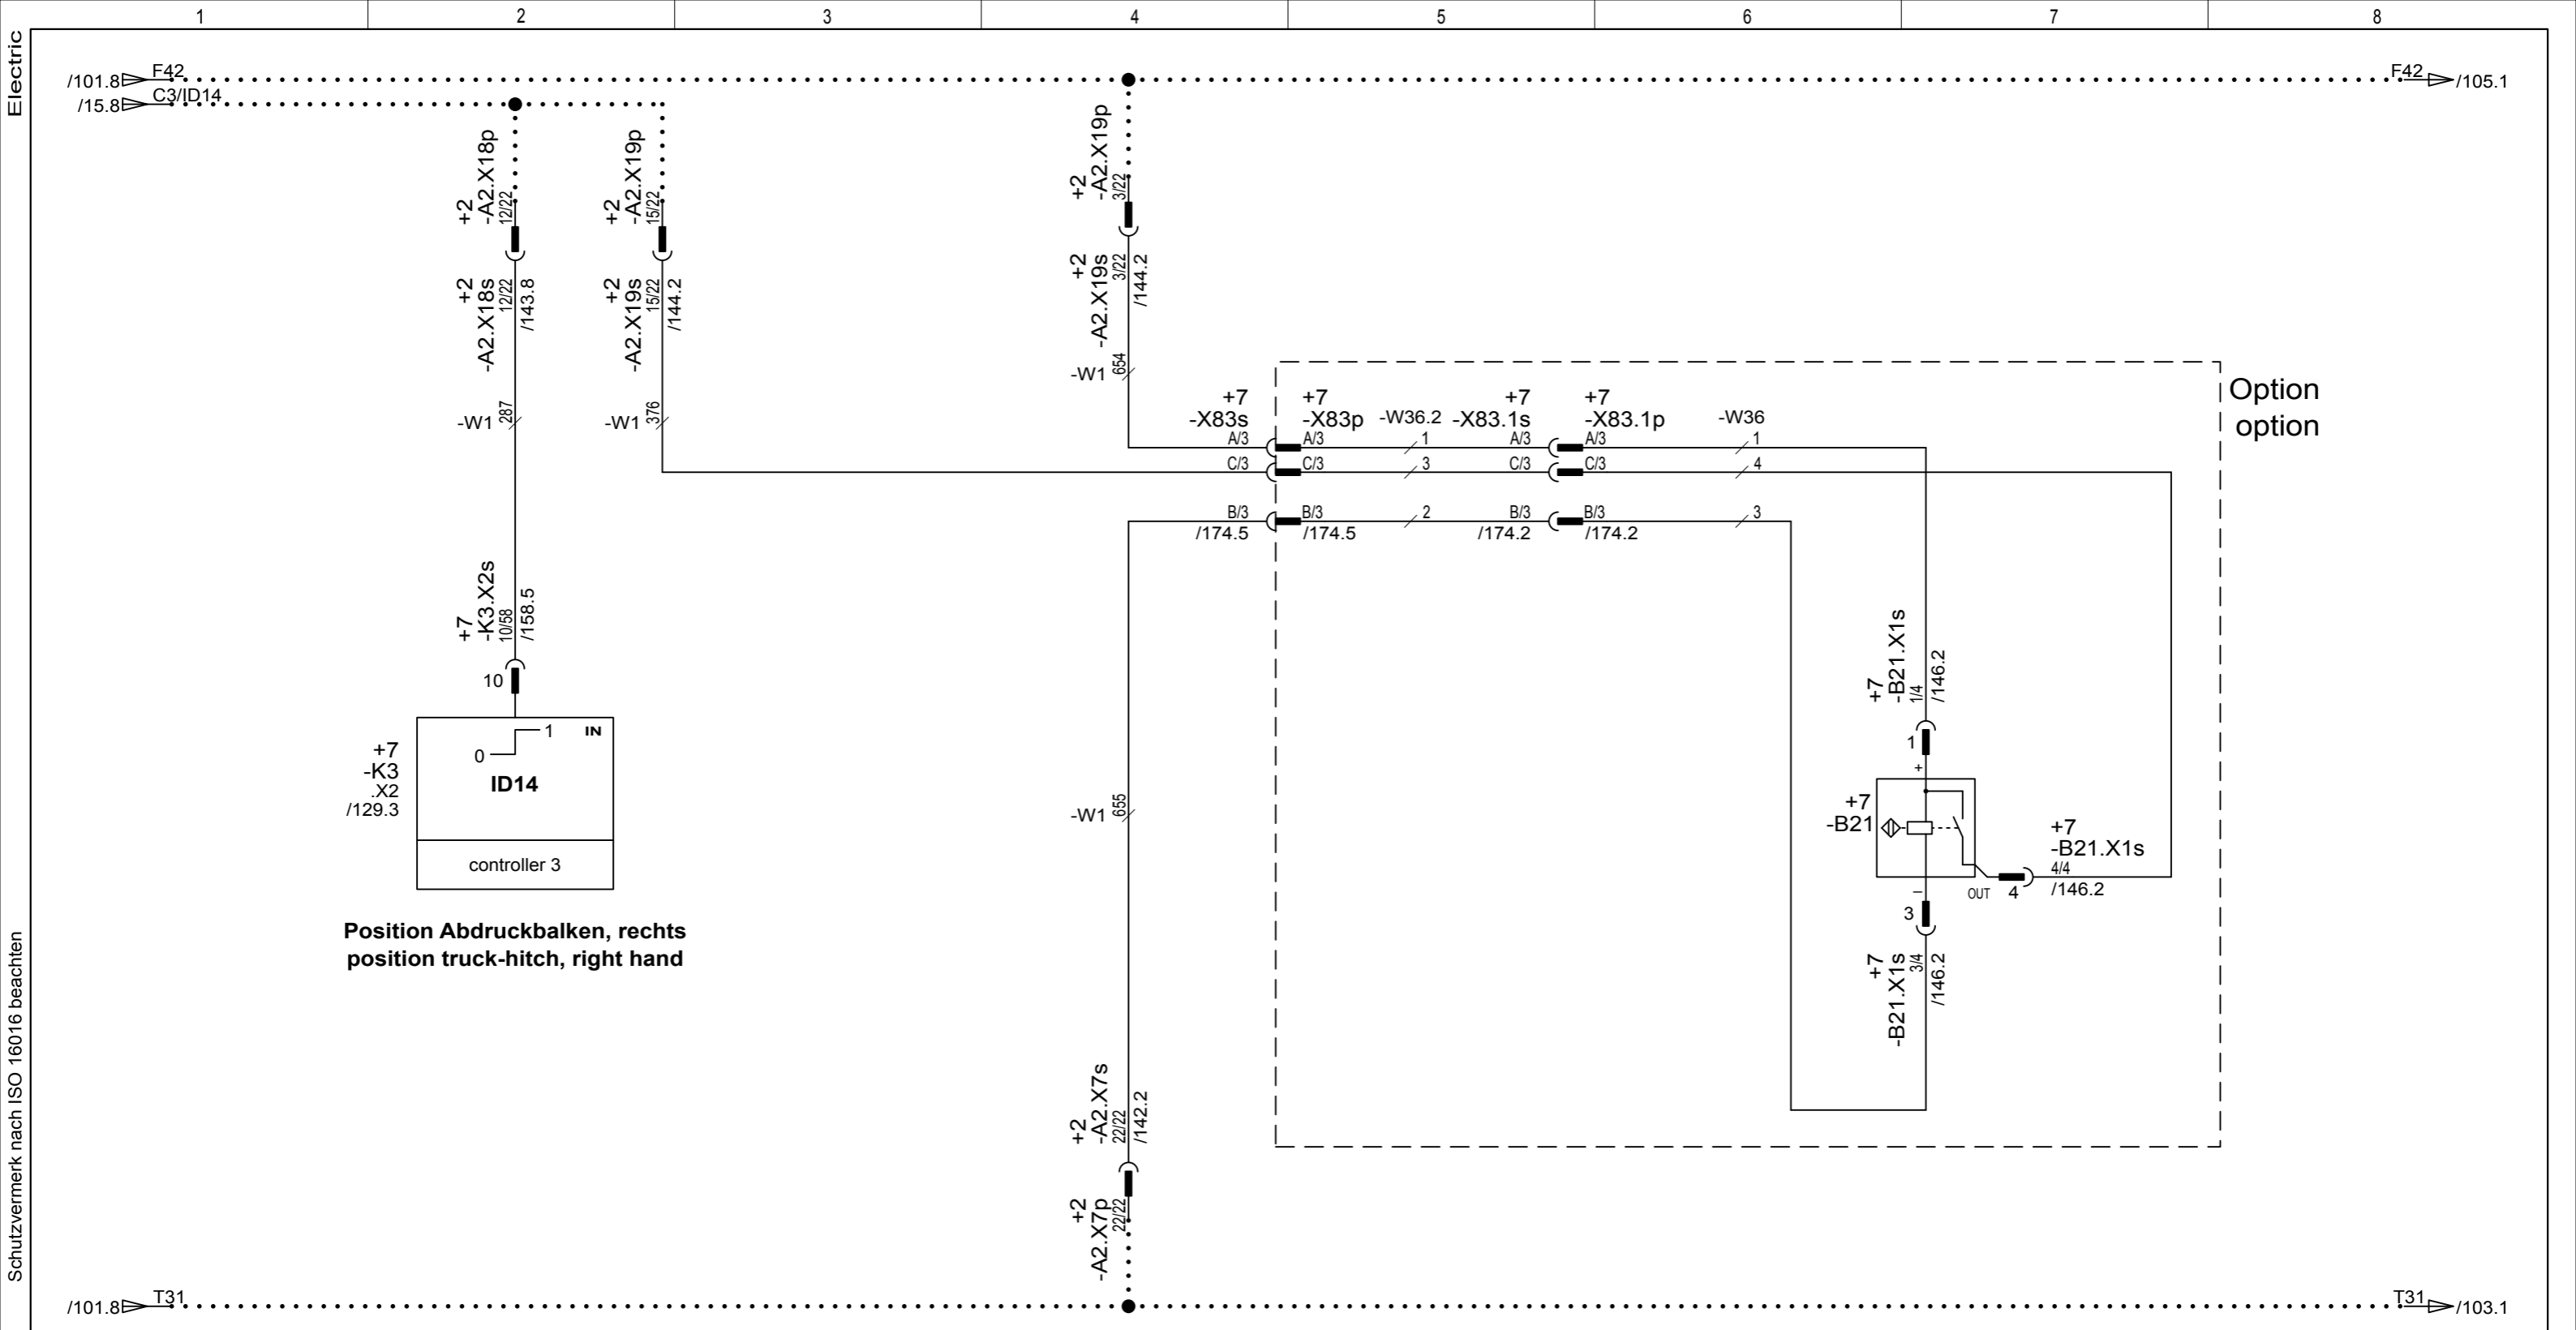 1 2 3 4 5 6 7 8
Electric
/101.8 F42 F42 /105.1
/15.8 C3/ID14
+2
-A2.X18p
12/22
+2
-A2.X19p
15/22
+2
-A2.X19p
3/22
+2
-A2.X18s
12/22
/143.8
+2
-A2.X19s
15/22
/144.2
+2
-A2.X19s
3/22
/144.2
-W1 287
-W1 376
-W1 654
Option
option
+7 +7 +7 +7
-X83s -X83p -W36.2 -X83.1s -X83.1p -W36
A/3 A/3 1 A/3 A/3 1
C/3 C/3 3 C/3 C/3 4
B/3 B/3 2 B/3 B/3 3
/174.5 /174.5 /174.2 /174.2
+7
-K3.X2s
10/58
/158.5
10
+7
-K3
.X2
/129.3
0 1 IN
ID14
controller 3
Position Abdruckbalken, rechts
position truck-hitch, right hand
-W1 655
+7
-B21.X1s
1/4
/146.2
1
+
+7
-B21
–
3
OUT 4
+7
-B21.X1s
4/4
/146.2
+7
-B21.X1s
3/4
/146.2
+2
-A2.X7s
22/22
/142.2
+2
-A2.X7p
22/22
Schutzvermerk nach ISO 16016 beachten
/101.8 T31 T31 /103.1